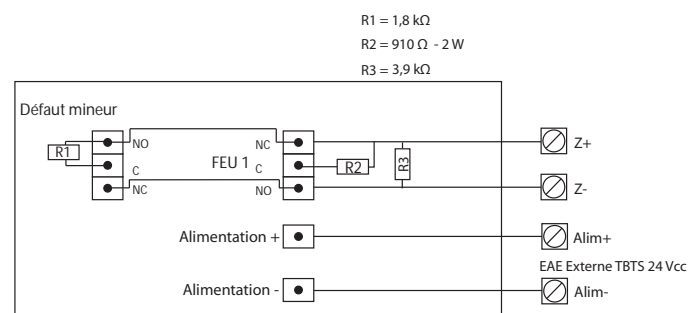 R1 = 1,8 kΩ
R2 = 910 Ω - 2 W
R3 = 3,9 kΩ
Défaut mineur
R1
NO
C
NC
FEU 1
NC
C
NO
R2
R3
Z+
Z-
Alimentation +
Alim+
EAE Externe TBTS 24 Vcc
Alimentation -
Alim-